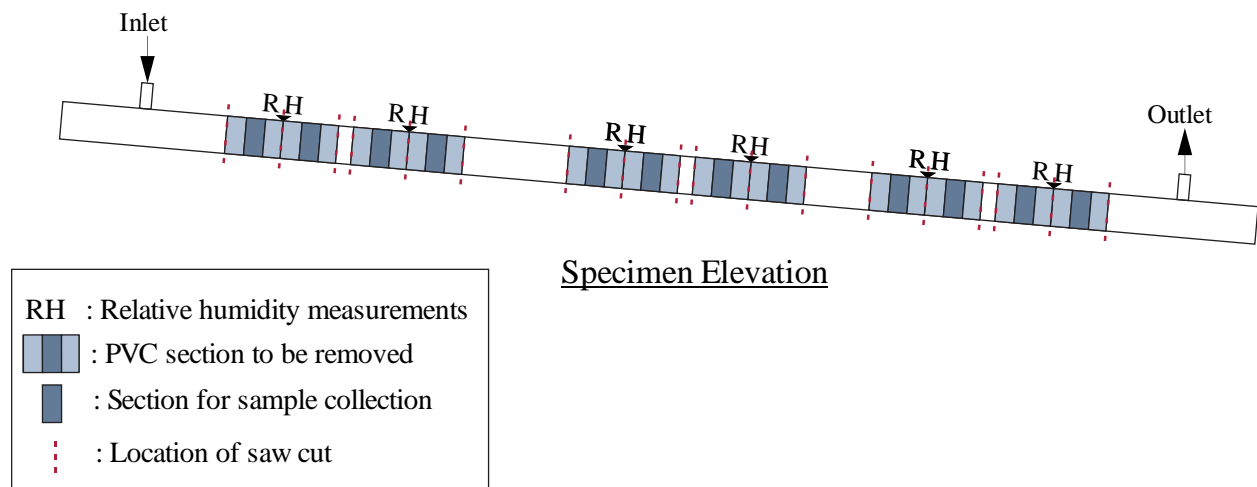 Inlet
RH
RH
RH
RH
RH
RH
Outlet
Specimen Elevation
RH : Relative humidity measurements
: PVC section to be removed
: Section for sample collection
: Location of saw cut